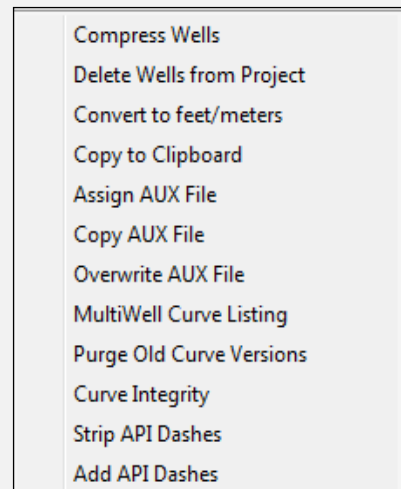 Compress Wells
Delete Wells from Project
Convert to feet/meters
Copy to Clipboard
Assign AUX File
Copy AUX File
Overwrite AUX File
MultiWell Curve Listing
Purge Old Curve Versions
Curve Integrity
Strip API Dashes
Add API Dashes